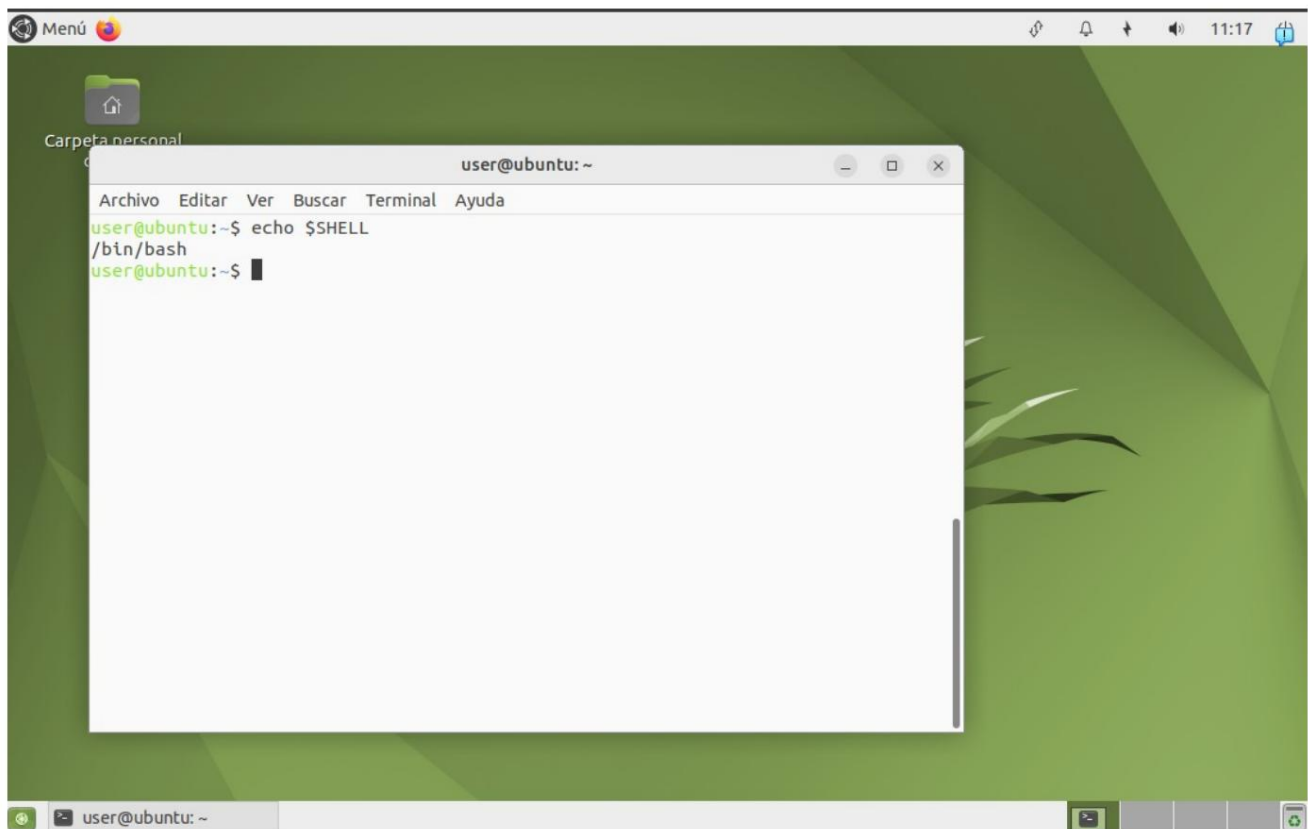 Menú
11:17
Carpeta personal
user@ubuntu: ~
Archivo Editar Ver Buscar Terminal Ayuda
user@ubuntu:~$ echo $SHELL
/bin/bash
user@ubuntu:~$
user@ubuntu: ~